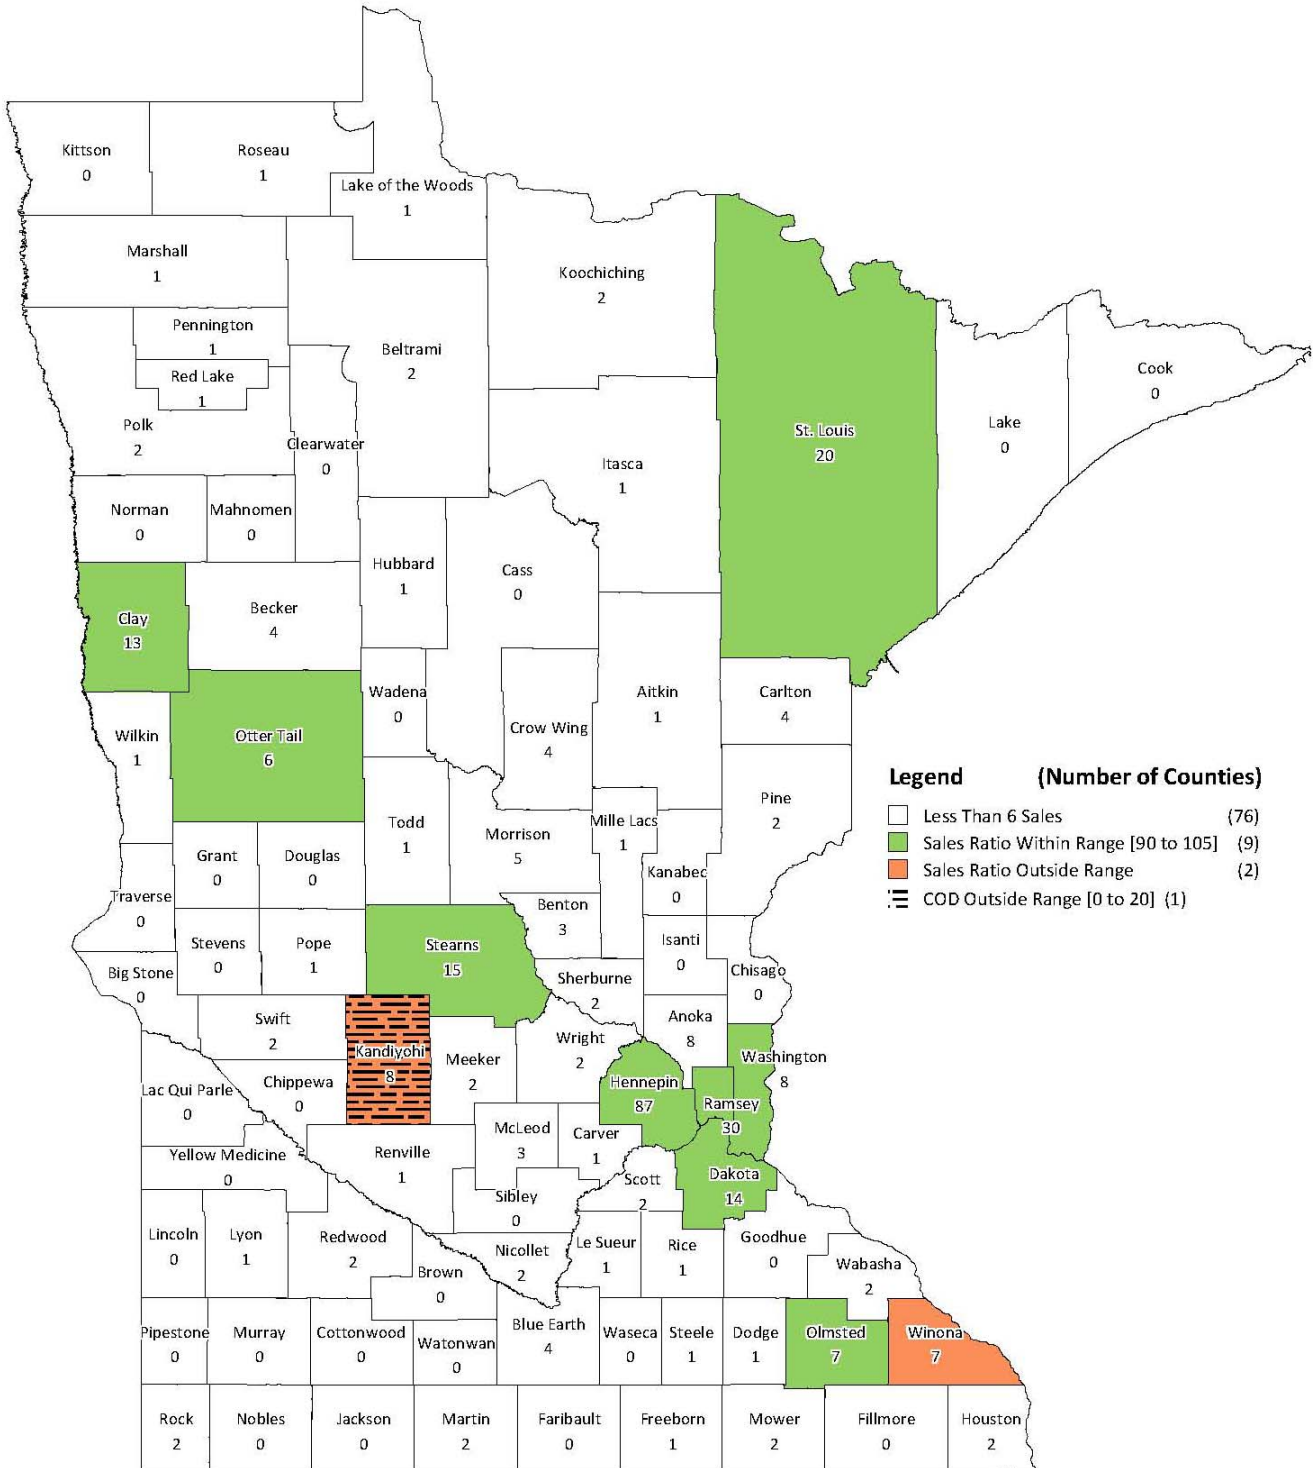 Kittson
0
Roseau
1
Lake of the Woods
1
Marshall
1
Koochiching
2
Pennington
1
Beltrami
2
Red Lake
1
Cook
0
Polk
2
Clearwater
0
Lake
0
St. Louis
20
Itasca
1
Norman
0
Mahnomen
0
Hubbard
1
Cass
0
Clay
13
Becker
4
Wadena
0
Aitkin
1
Carlton
4
Crow Wing
4
Wilkin
1
Otter Tail
6
Legend (Number of Counties)
Less Than 6 Sales (76)
Sales Ratio Within Range [90 to 105] (9)
Sales Ratio Outside Range (2)
COD Outside Range [0 to 20] (1)
Pine
2
Todd
1
Morrison
5
Mille Lacs
1
Grant
0
Douglas
0
Kanabec
0
Traverse
0
Benton
3
Stevens
0
Pope
1
Stearns
15
Isanti
0
Big Stone
0
Sherburne
2
Chisago
0
Swift
2
Anoka
8
Kandiyohi
8
Meeker
2
Wright
2
Washington
8
Lac Qui Parle
0
Chippewa
0
Hennepin
87
Ramsey
30
McLeod
3
Carver
1
Yellow Medicine
0
Renville
1
Scott
2
Dakota
14
Sibley
0
Lincoln
0
Lyon
1
Redwood
2
Nicollet
2
Le Sueur
1
Rice
1
Goodhue
0
Brown
0
Wabasha
2
Pipestone
0
Murray
0
Cottonwood
0
Watonwan
0
Blue Earth
4
Waseca
0
Steele
1
Dodge
1
Olmsted
7
Winona
7
Rock
2
Nobles
0
Jackson
0
Martin
2
Faribault
0
Freeborn
1
Mower
2
Fillmore
0
Houston
2